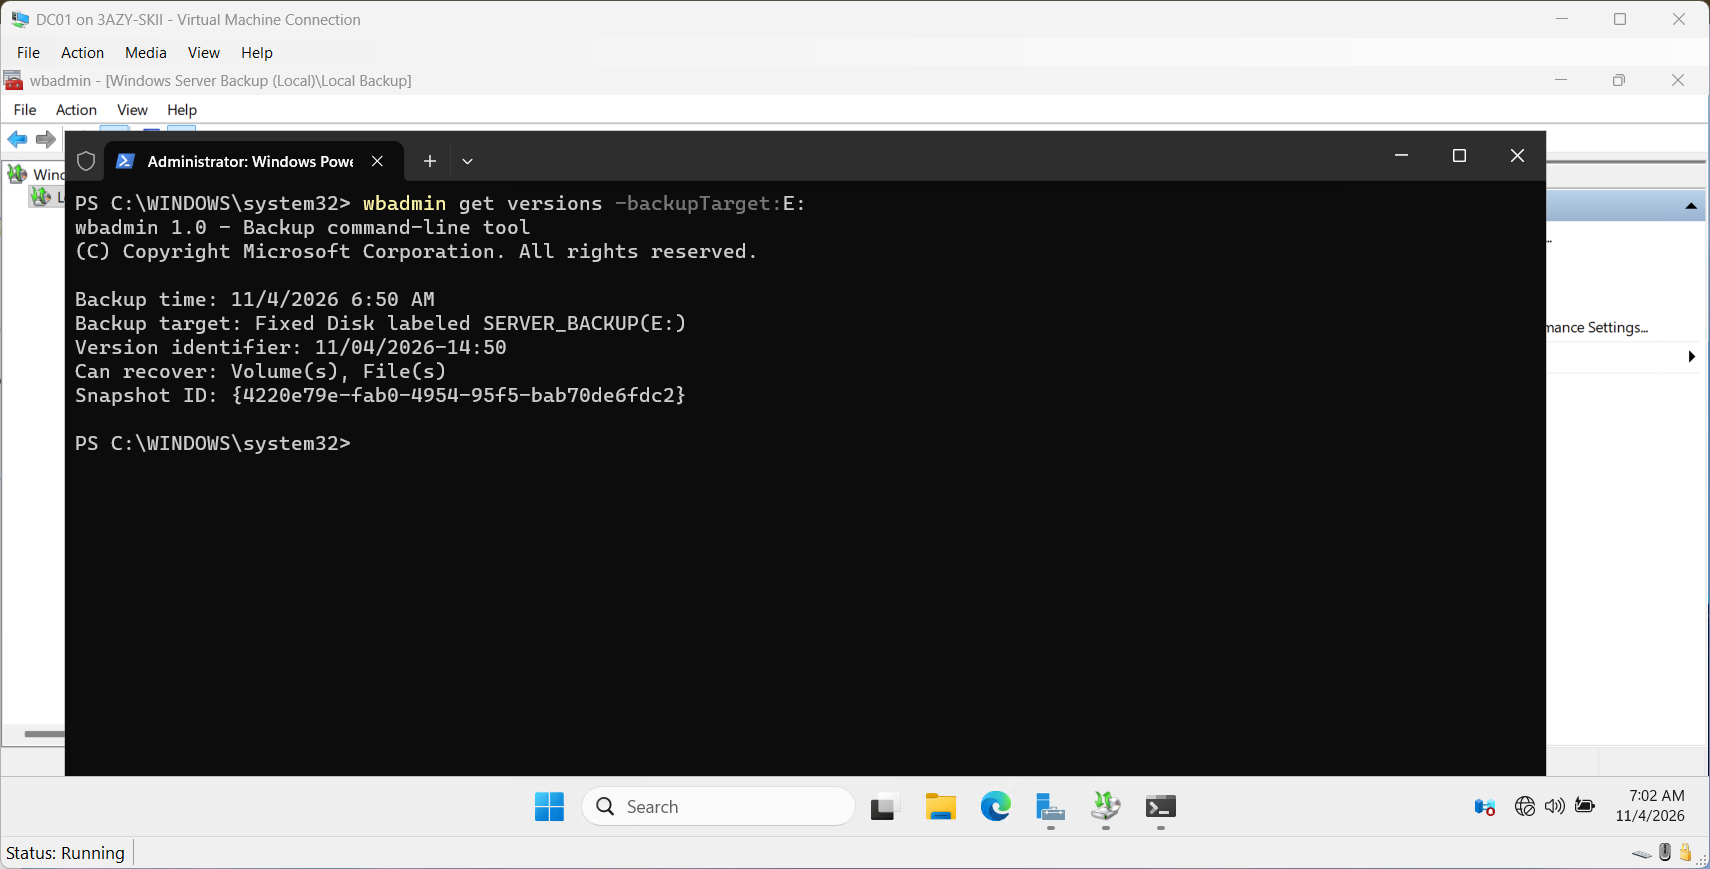 DC01 on 3AZY-SKII - Virtual Machine Connection
File Action Media View Help
wbadmin - [Windows Server Backup (Local)\Local Backup]
File Action View Help
Administrator: Windows Powe
Wind
PS C:\WINDOWS\system32> wbadmin get versions -backupTarget:E:
wbadmin 1.0 - Backup command-line tool
(C) Copyright Microsoft Corporation. All rights reserved.
Backup time: 11/4/2026 6:50 AM
Backup target: Fixed Disk labeled SERVER_BACKUP(E:)
Version identifier: 11/04/2026-14:50
Can recover: Volume(s), File(s)
Snapshot ID: {4220e79e-fab0-4954-95f5-bab70de6fdc2}
PS C:\WINDOWS\system32>
mance Settings...
Search
7:02 AM
11/4/2026
Status: Running